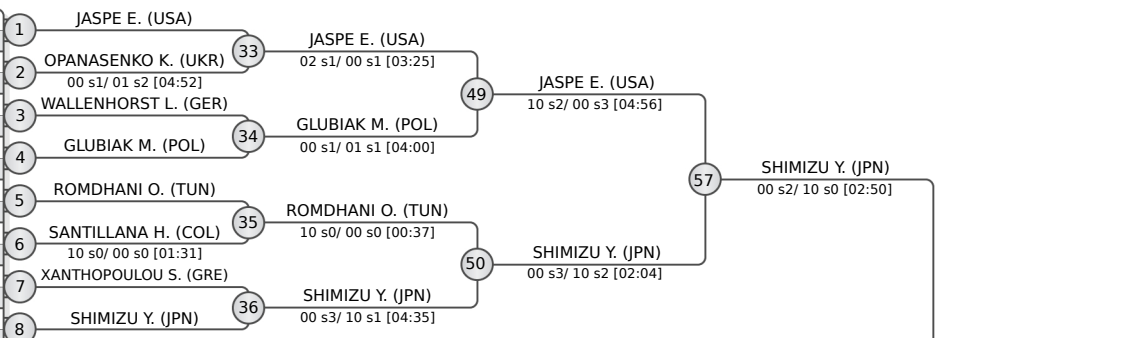 1
JASPE E. (USA)
2
OPANASENKO K. (UKR)
00 s1/ 01 s2 [04:52]
3
WALLENHORST L. (GER)
4
GLUBIAK M. (POL)
5
ROMDHANI O. (TUN)
6
SANTILLANA H. (COL)
10 s0/ 00 s0 [01:31]
7
XANTHOPOULOU S. (GRE)
8
SHIMIZU Y. (JPN)
33
JASPE E. (USA)
02 s1/ 00 s1 [03:25]
34
GLUBIAK M. (POL)
00 s1/ 01 s1 [04:00]
35
ROMDHANI O. (TUN)
10 s0/ 00 s0 [00:37]
36
SHIMIZU Y. (JPN)
00 s3/ 10 s1 [04:35]
49
JASPE E. (USA)
10 s2/ 00 s3 [04:56]
50
SHIMIZU Y. (JPN)
00 s3/ 10 s2 [02:04]
57
SHIMIZU Y. (JPN)
00 s2/ 10 s0 [02:50]